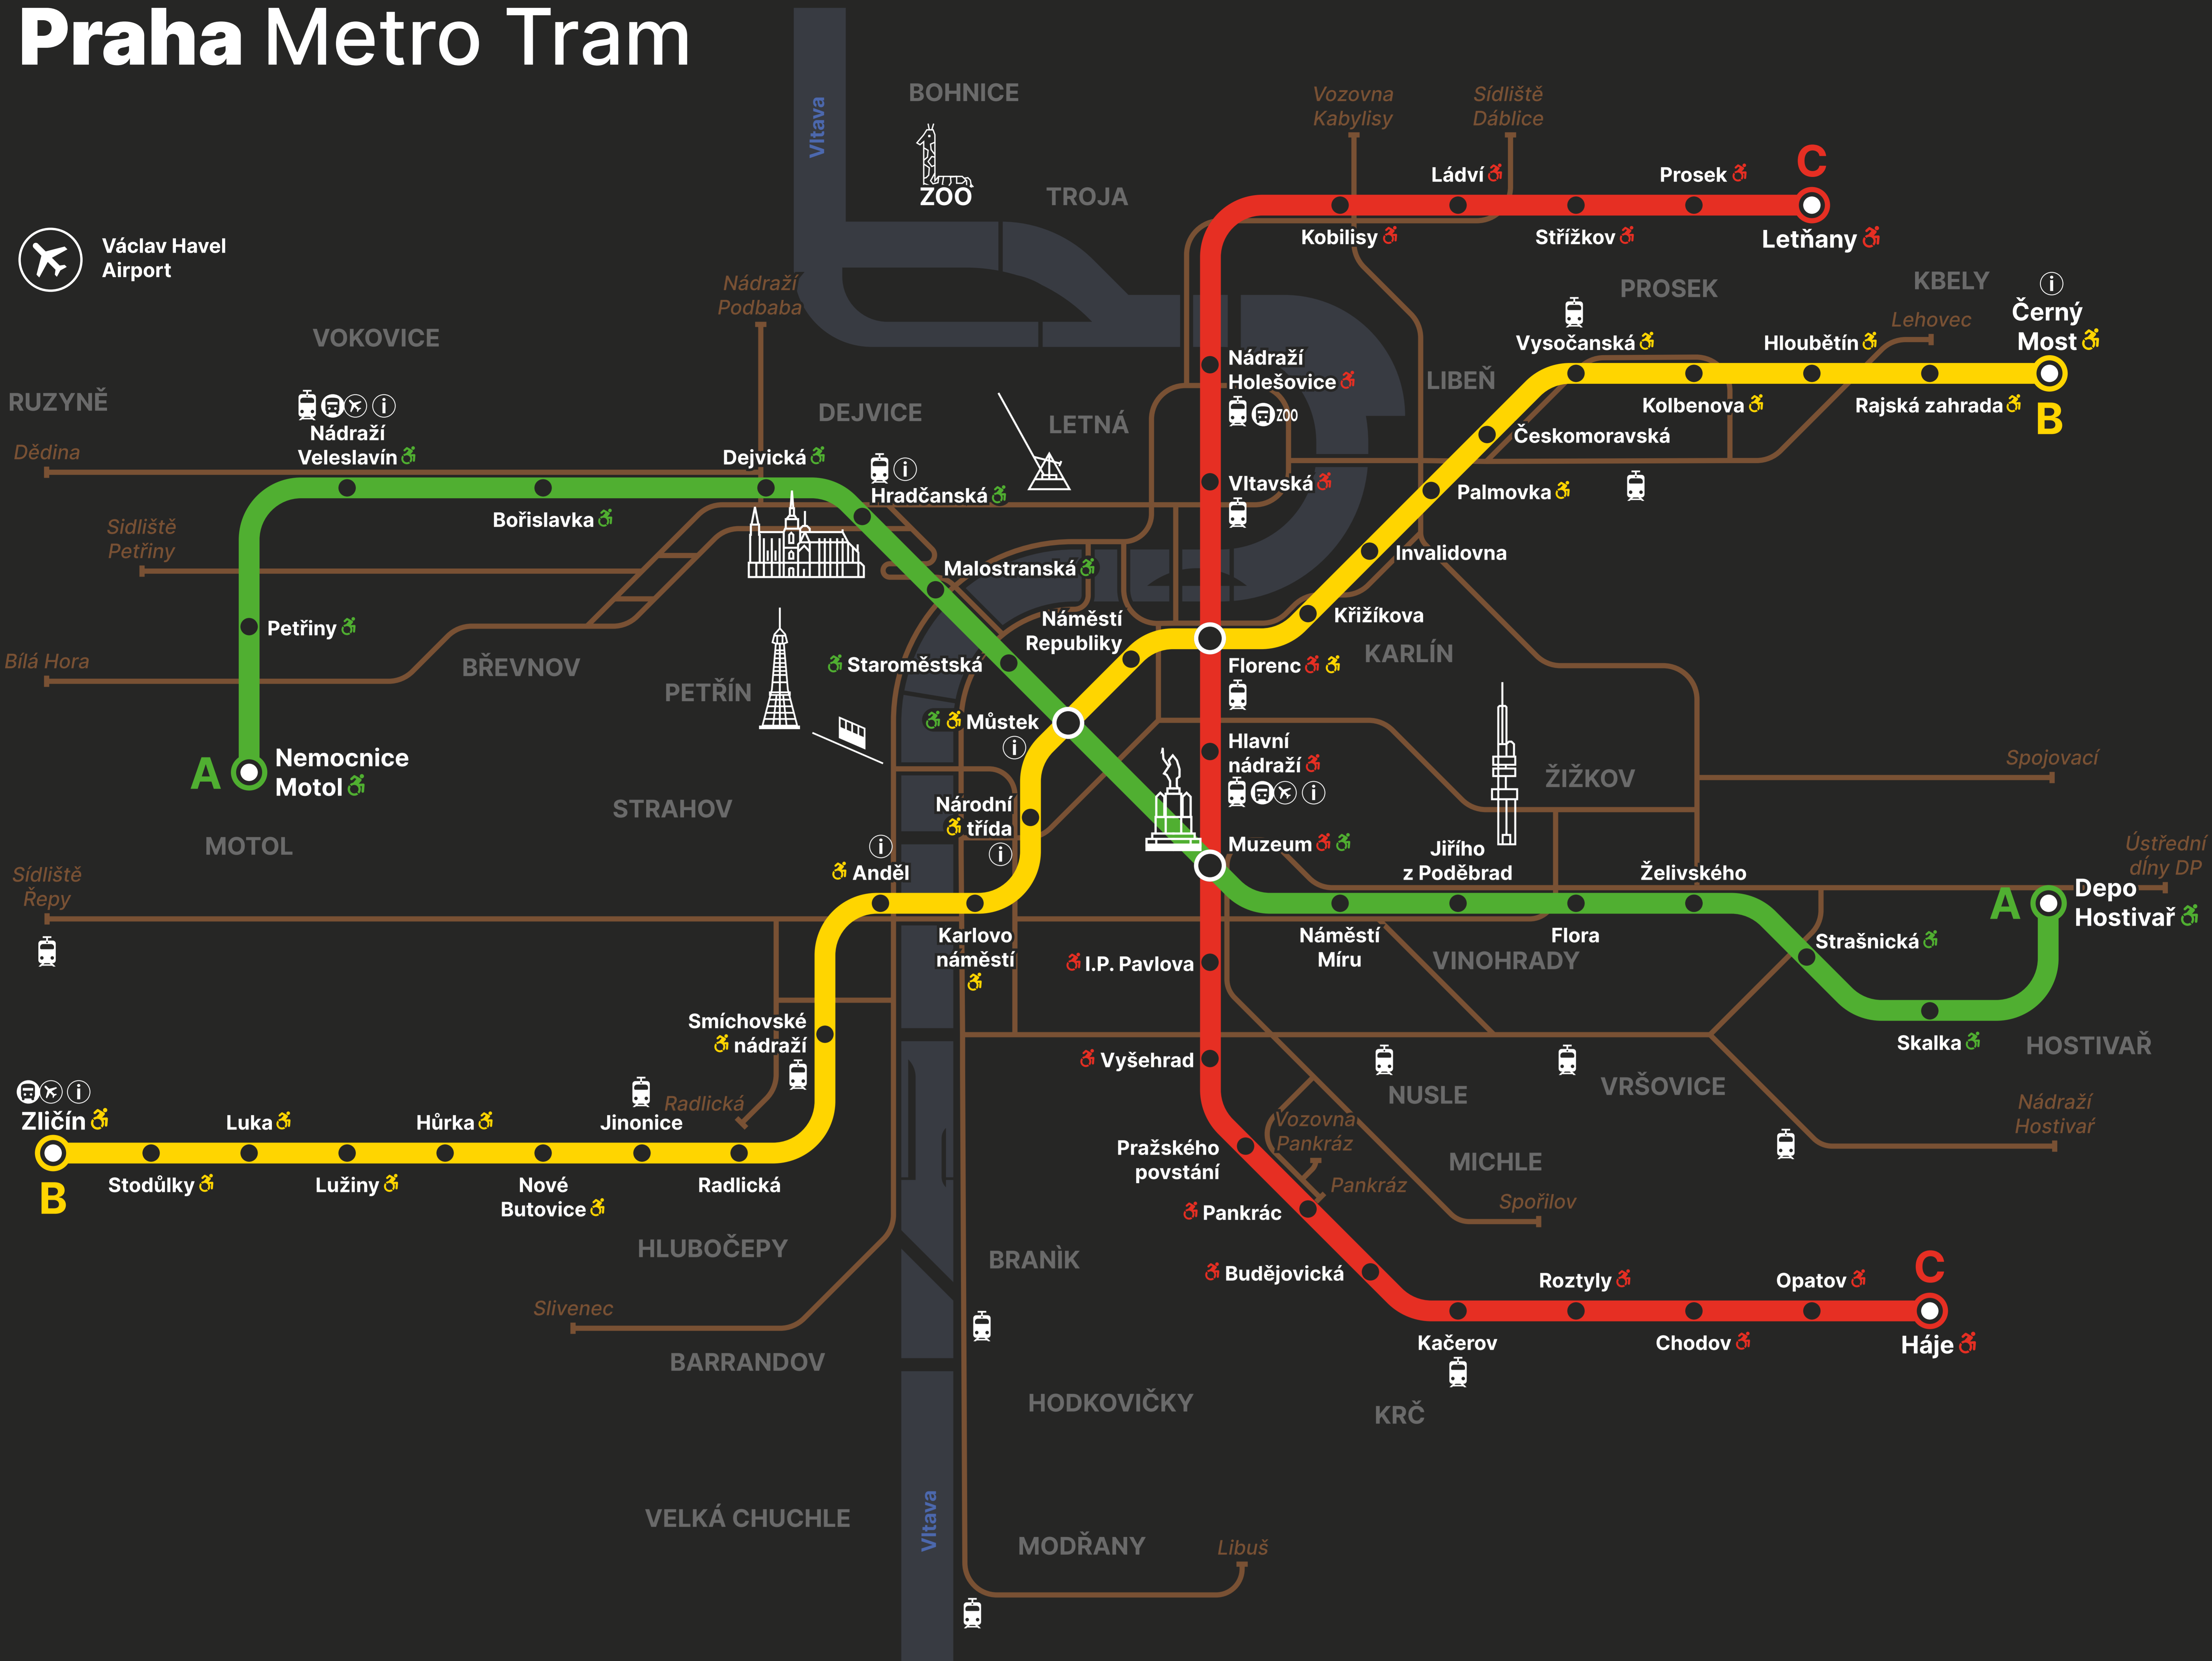 Praha Metro Tram
Vltava
BOHNICE
ZOO
TROJA
Vozovna
Kabylisy
Sídliště
Ďáblice
Ládví
Prosek
C
Kobilisy
Střížkov
Letňany
Václav Havel
Airport
Nádraží
Podbaba
PROSEK
KBELY
Lehovec
Černý
Most
B
VOKOVICE
RUZYNĚ
DEJVICE
LETNÁ
Nádraží
Holešovice
ZOO
LIBEŇ
Vysočanská
Hloubětín
Kolbenova
Rajská zahrada
Českomoravská
Nádraží
Veleslavín
Dědina
Dejvická
Hradčanská
Bořislavka
Vltavská
Palmovka
Sidliště
Petřiny
Invalidovna
Malostranská
Petřiny
Náměstí
Republiky
Křižíkova
KARLÍN
Bílá Hora
BŘEVNOV
PETŘÍN
Staroměstská
Florenc
Můstek
Hlavní
nádraží
ŽIŽKOV
Spojovací
A
Nemocnice
Motol
STRAHOV
Národní
třída
MOTOL
Muzeum
Jiřího
z Poděbrad
Želivského
Ústřední
dĺny DP
Sídliště
Řepy
Anděl
A
Depo
Hostivař
Karlovo
náměstí
I.P. Pavlova
Náměstí
Míru
VINOHRADY
Flora
Strašnická
Smíchovské
nádraží
Vyšehrad
Skalka
HOSTIVAŘ
NUSLE
VRŠOVICE
Zličín
B
Luka
Hůrka
Jinonice
Radlická
Stodůlky
Lužiny
Nové
Butovice
Radlická
Vozovna
Pankráz
Pražského
povstání
Nádraží
Hostivaŕ
MICHLE
Pankráz
Spořilov
Pankrác
HLUBOČEPY
BRANÌK
Budějovická
C
Roztyly
Opatov
Slivenec
Kačerov
Chodov
Háje
BARRANDOV
HODKOVIČKY
KRČ
VELKÁ CHUCHLE
Vltava
MODŘANY
Libuš